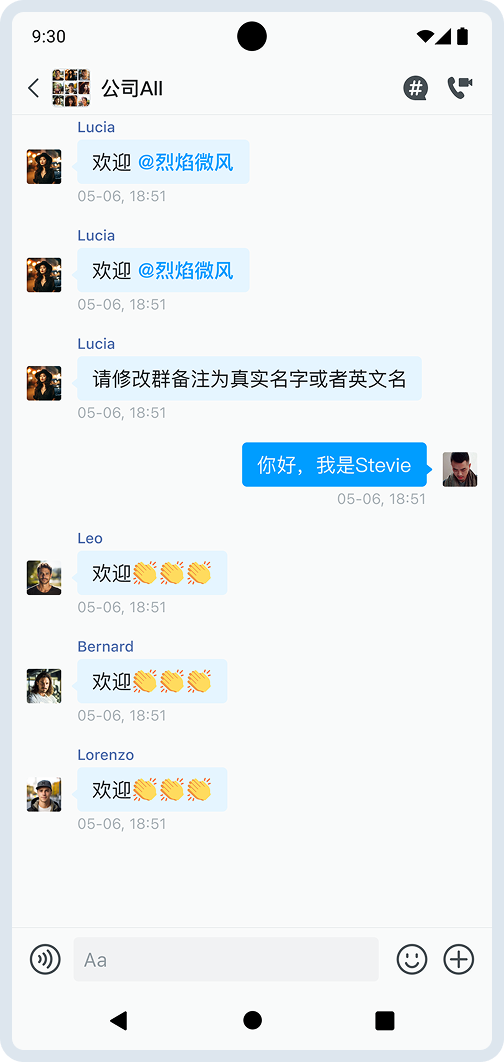 9:30
公司All
Lucia
欢迎 @烈焰微风
05-06, 18:51
Lucia
欢迎 @烈焰微风
05-06, 18:51
Lucia
请修改群备注为真实名字或者英文名
05-06, 18:51
你好，我是Stevie
05-06, 18:51
Leo
欢迎👏👏👏
05-06, 18:51
Bernard
欢迎👏👏👏
05-06, 18:51
Lorenzo
欢迎👏👏👏
05-06, 18:51
Aa